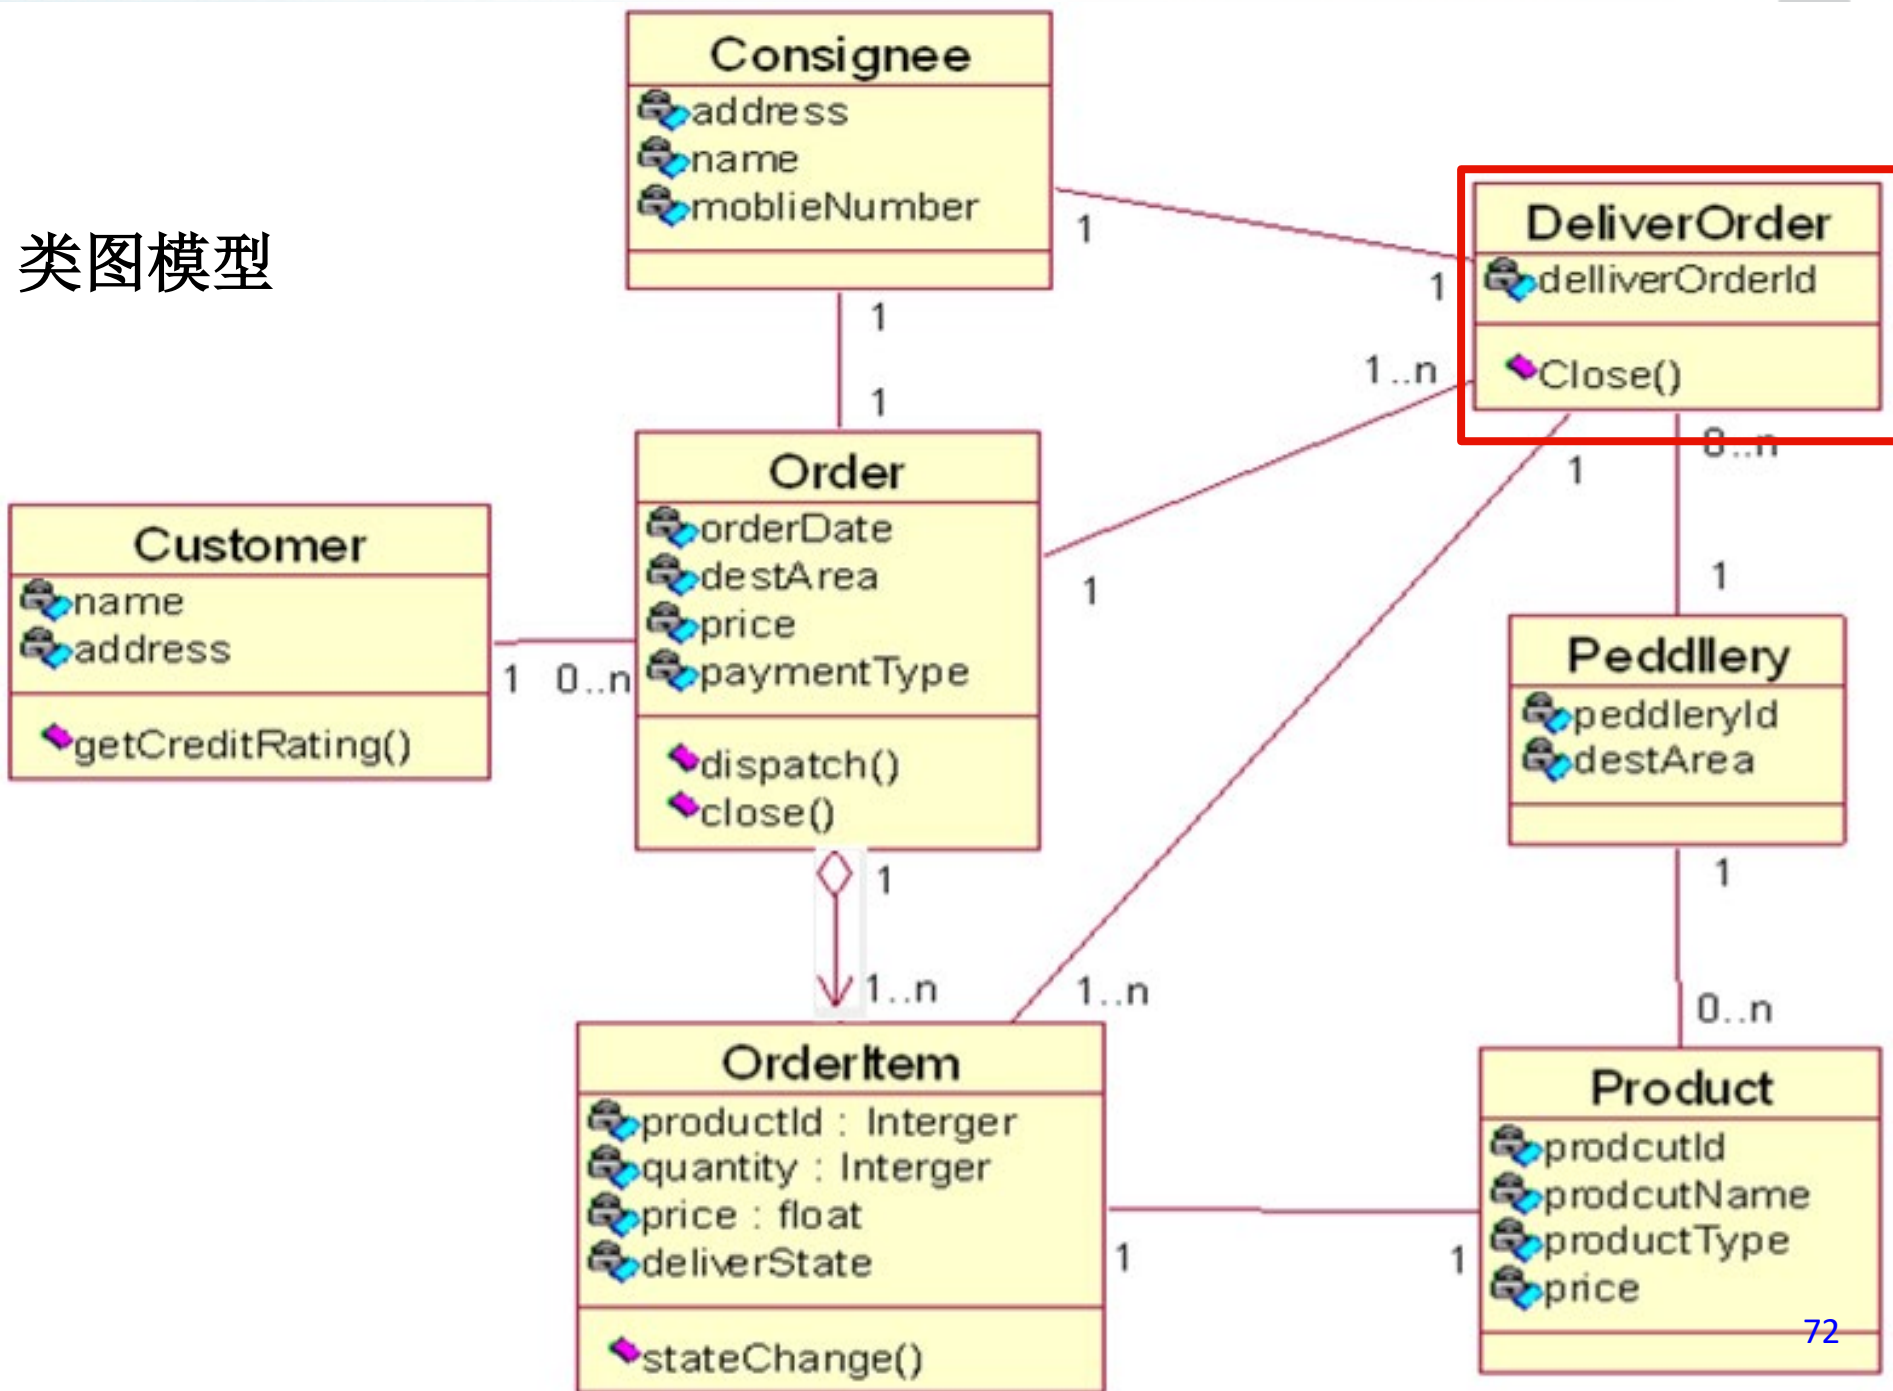 类图模型
Consignee
address
name
moblieNumber
1
1
DeliverOrder
delliverOrderId
Close()
1
1
1..n
1
0..n
1
1
Customer
name
address
getCreditRating()
1
0..n
Order
orderDate
destArea
price
paymentType
dispatch()
close()
1
1..n
1..n
Peddllery
peddleryId
destArea
1
0..n
OrderItem
productId : Interger
quantity : Interger
price : float
deliverState
stateChange()
1
1
Product
prodcutId
prodcutName
productType
price
72